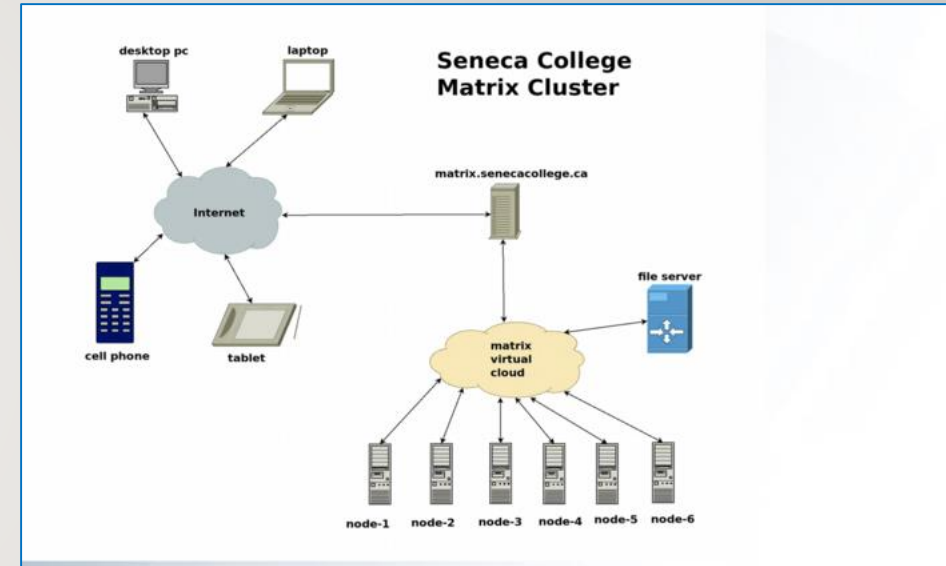 desktop pc
laptop
Seneca College
Matrix Cluster
matrix.senecacollege.ca
Internet
file server
cell phone
tablet
matrix
virtual
cloud
node-1
node-2
node-3
node-4
node-5
node-6